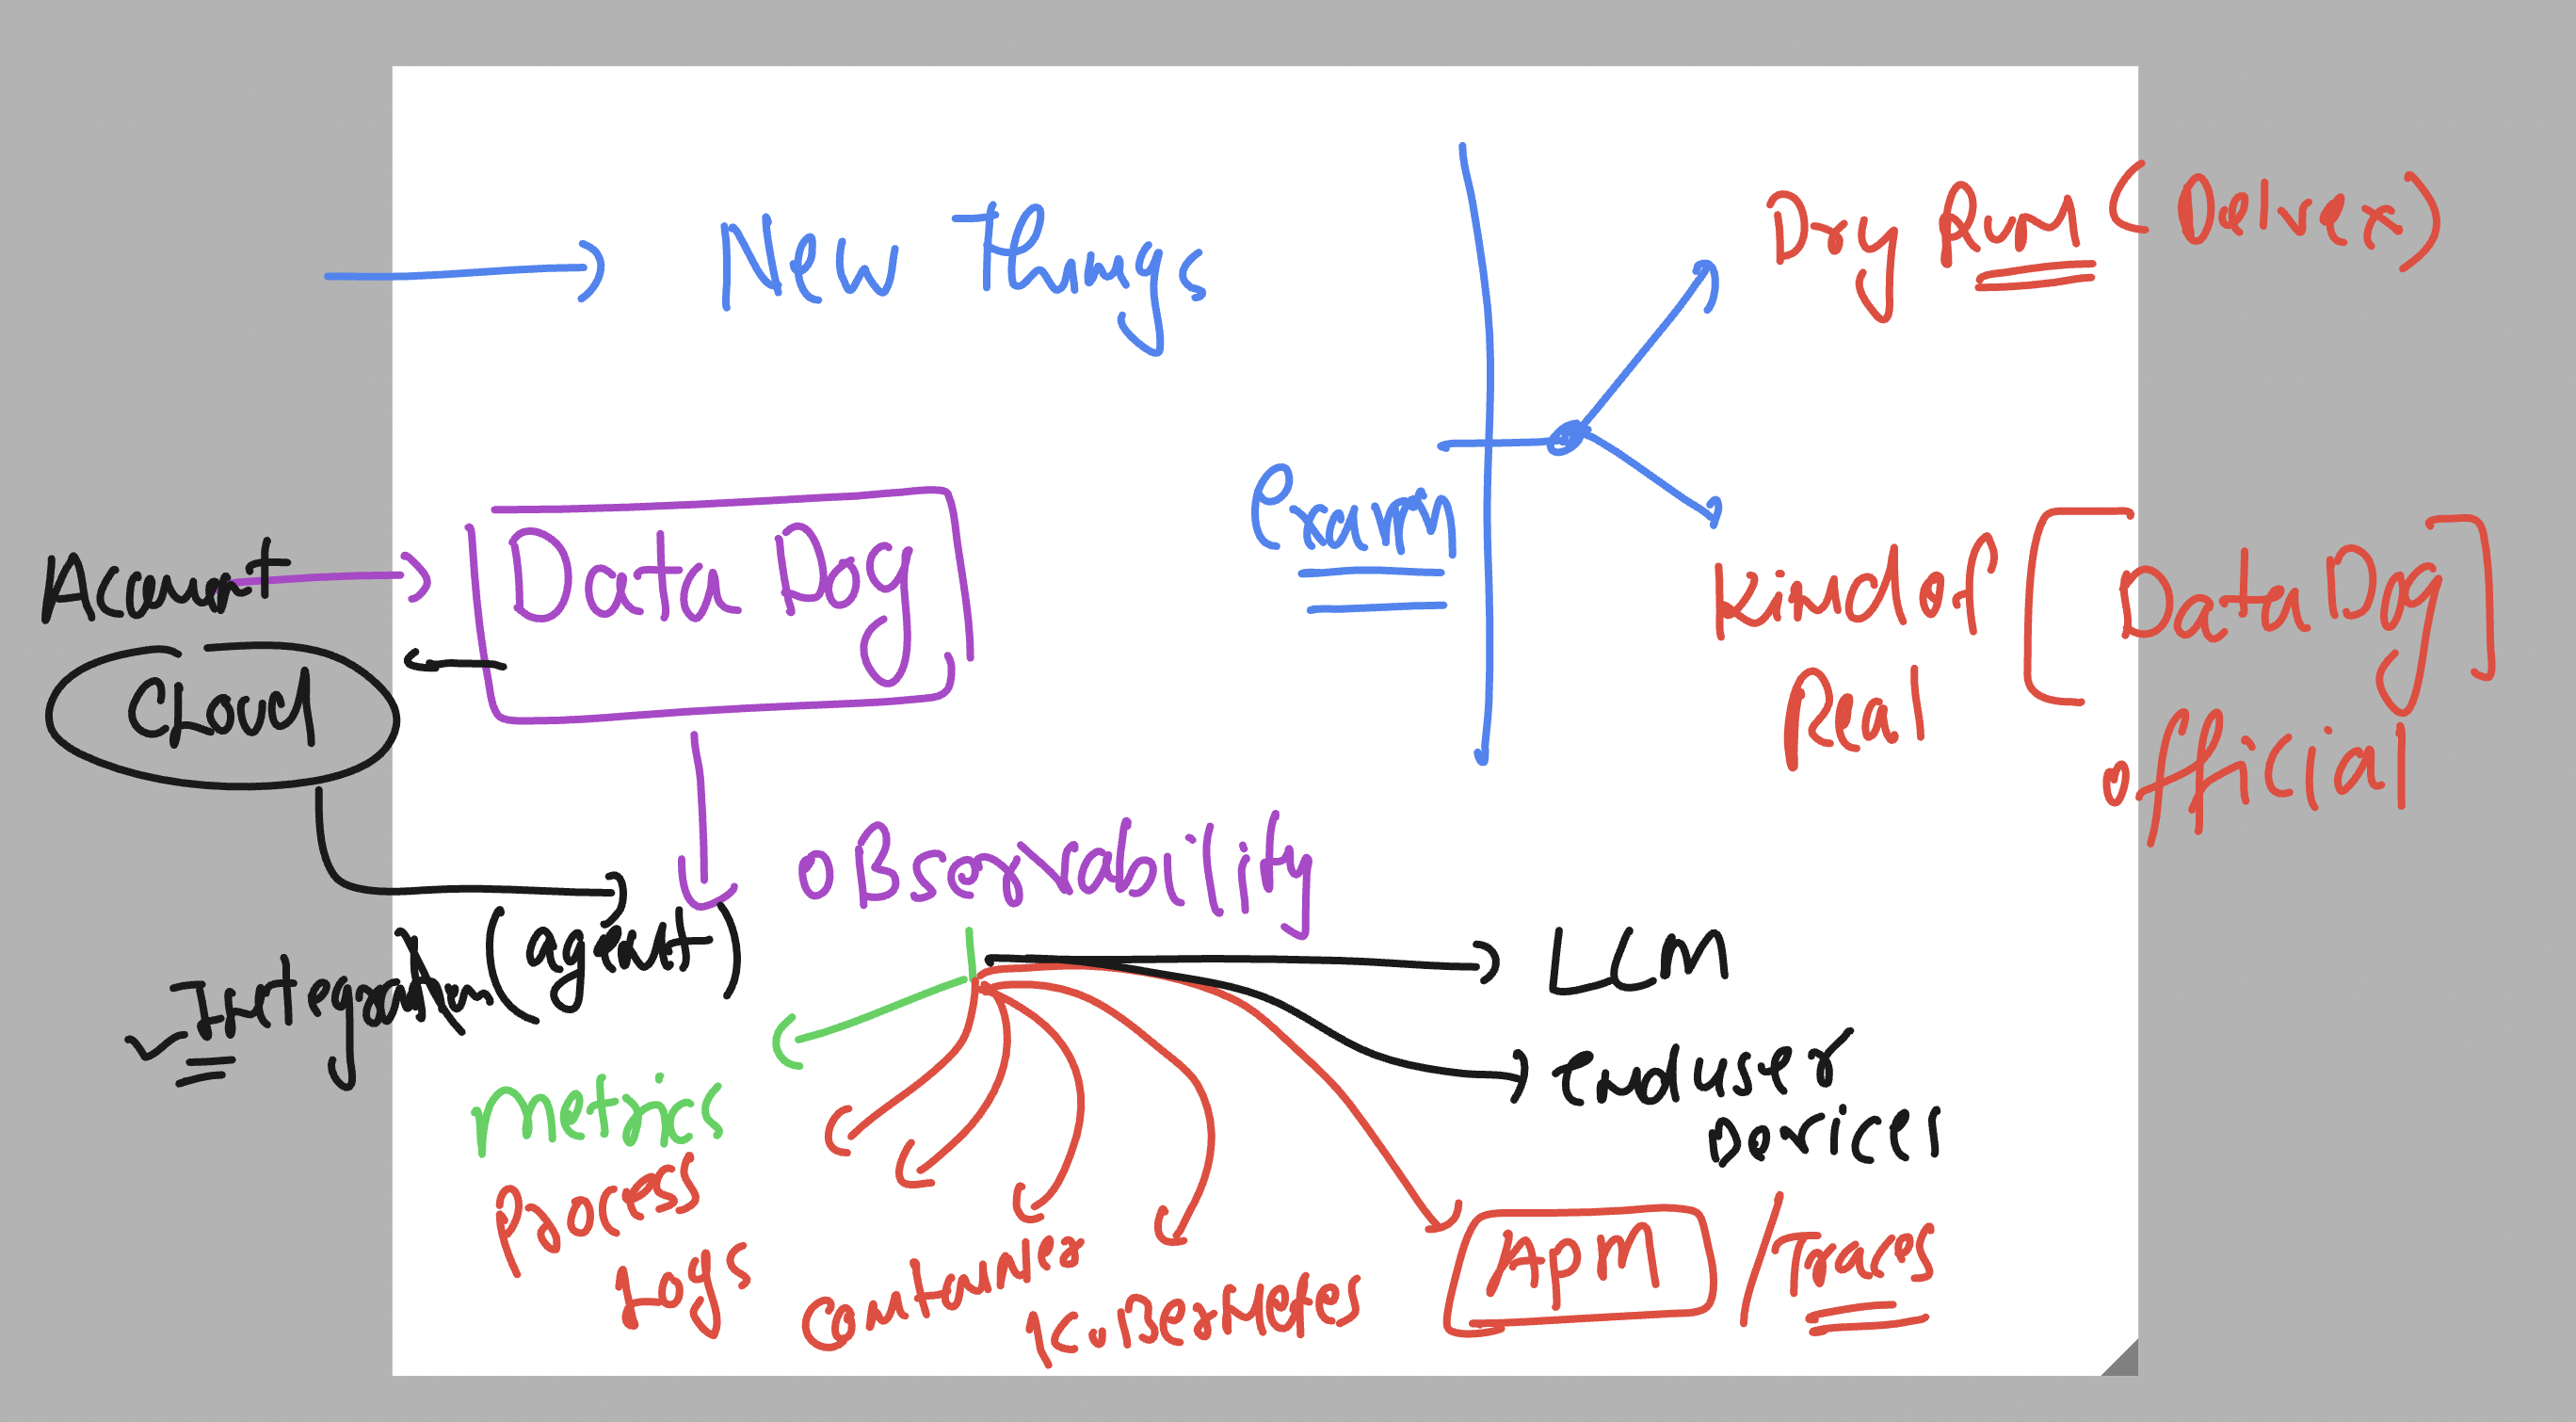 New Things
Dry Run (Delvex)
exam
Kind of
Real
[Data Dog]
official
Account
Data Dog
CLoud
oBservability
Integration (agent)
LLM
enduser
Devices
metrics
Process
Logs
container
KuBerNetes
APM / Traces